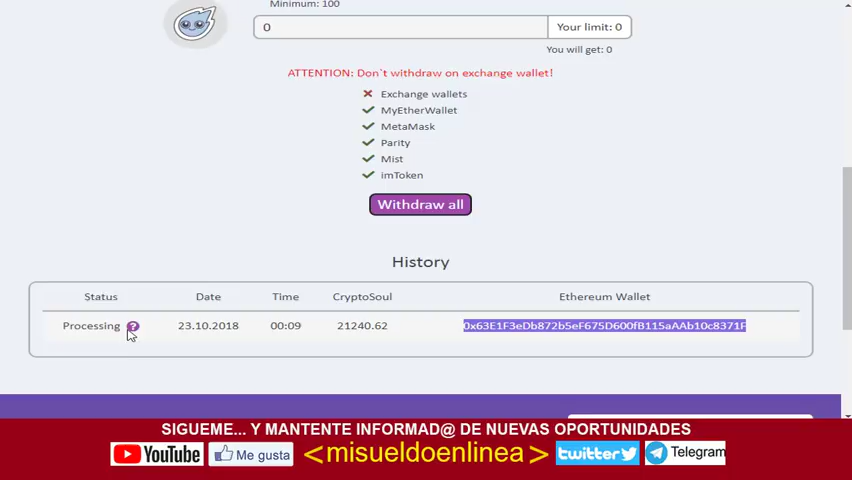 Minimum: 100
0
Your limit: 0
You will get: 0
ATTENTION: Don`t withdraw on exchange wallet!
Exchange wallets
MyEtherWallet
MetaMask
Parity
Mist
imToken
Withdraw all
History
Status Date Time CryptoSoul Ethereum Wallet
Processing ? 23.10.2018 00:09 21240.62 0x63E1F3eDb872b5eF675D600fB115aAAb10c8371F
SIGUEME... Y MANTENTE INFORMAD@ DE NUEVAS OPORTUNIDADES
YouTube Me gusta <misueldoenlinea> twitter Telegram